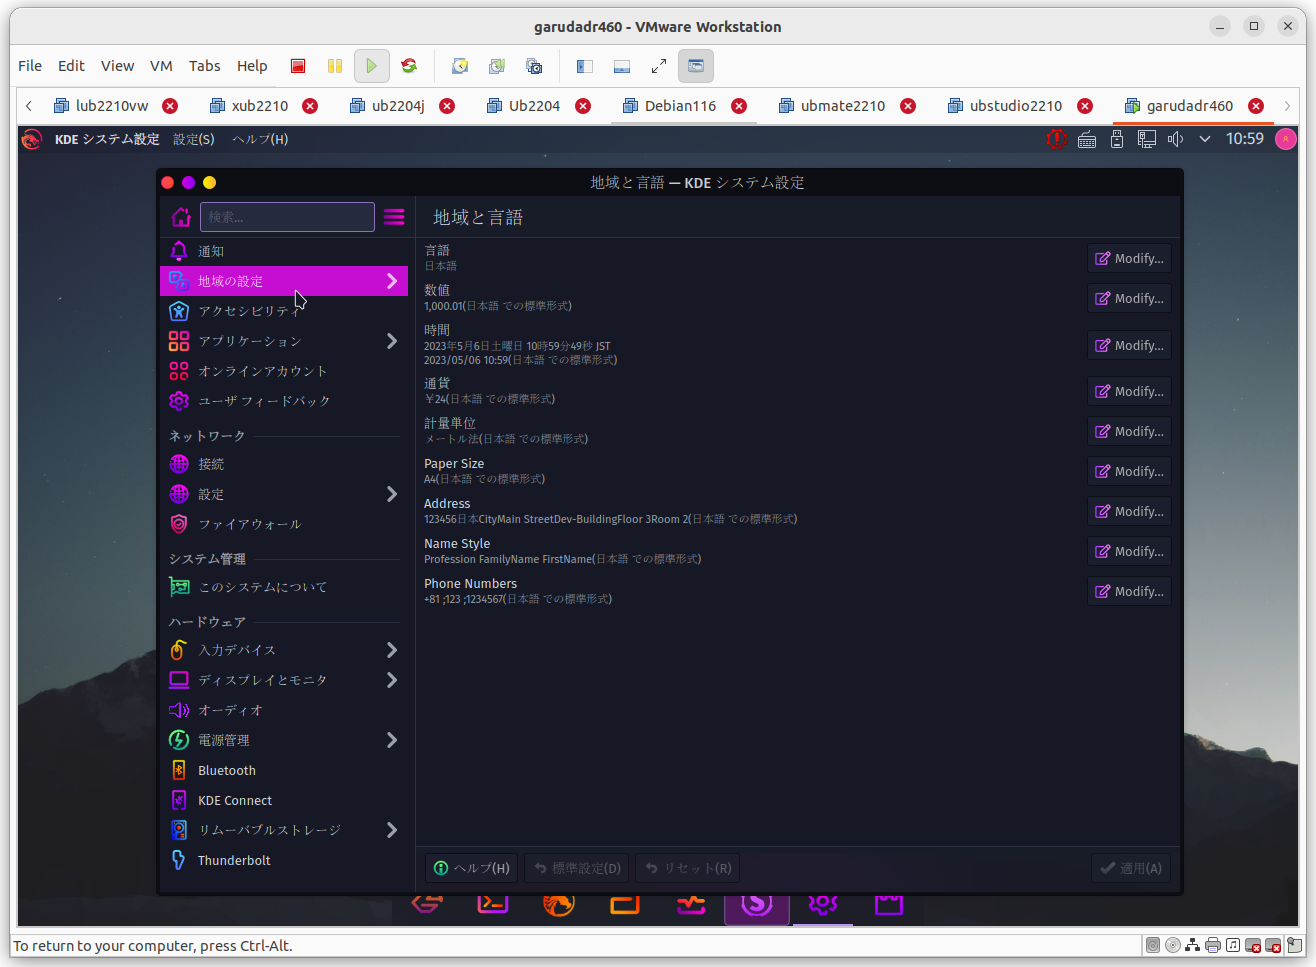 garudadr460 - VMware Workstation
File Edit View VM Tabs Help
lub2210vw xub2210 ub2204j Ub2204 Debian116 ubmate2210 ubstudio2210 garudadr460
KDE システム設定 設定(S) ヘルプ(H) 10:59
地域と言語 — KDE システム設定
検索...
地域と言語
通知
地域の設定
アクセシビリティ
アプリケーション
オンラインアカウント
ユーザ フィードバック
ネットワーク
接続
設定
ファイアウォール
システム管理
このシステムについて
ハードウェア
入力デバイス
ディスプレイとモニタ
オーディオ
電源管理
Bluetooth
KDE Connect
リムーバブルストレージ
Thunderbolt
言語
日本語
Modify...
数値
1,000.01(日本語 での標準形式)
Modify...
時間
2023年5月6日土曜日 10時59分49秒 JST
2023/05/06 10:59(日本語 での標準形式)
Modify...
通貨
￥24(日本語 での標準形式)
Modify...
計量単位
メートル法(日本語 での標準形式)
Modify...
Paper Size
A4(日本語 での標準形式)
Modify...
Address
123456日本CityMain StreetDev-BuildingFloor 3Room 2(日本語 での標準形式)
Modify...
Name Style
Profession FamilyName FirstName(日本語 での標準形式)
Modify...
Phone Numbers
+81 ;123 ;1234567(日本語 での標準形式)
Modify...
ヘルプ(H) 標準設定(D) リセット(R) 適用(A)
To return to your computer, press Ctrl-Alt.